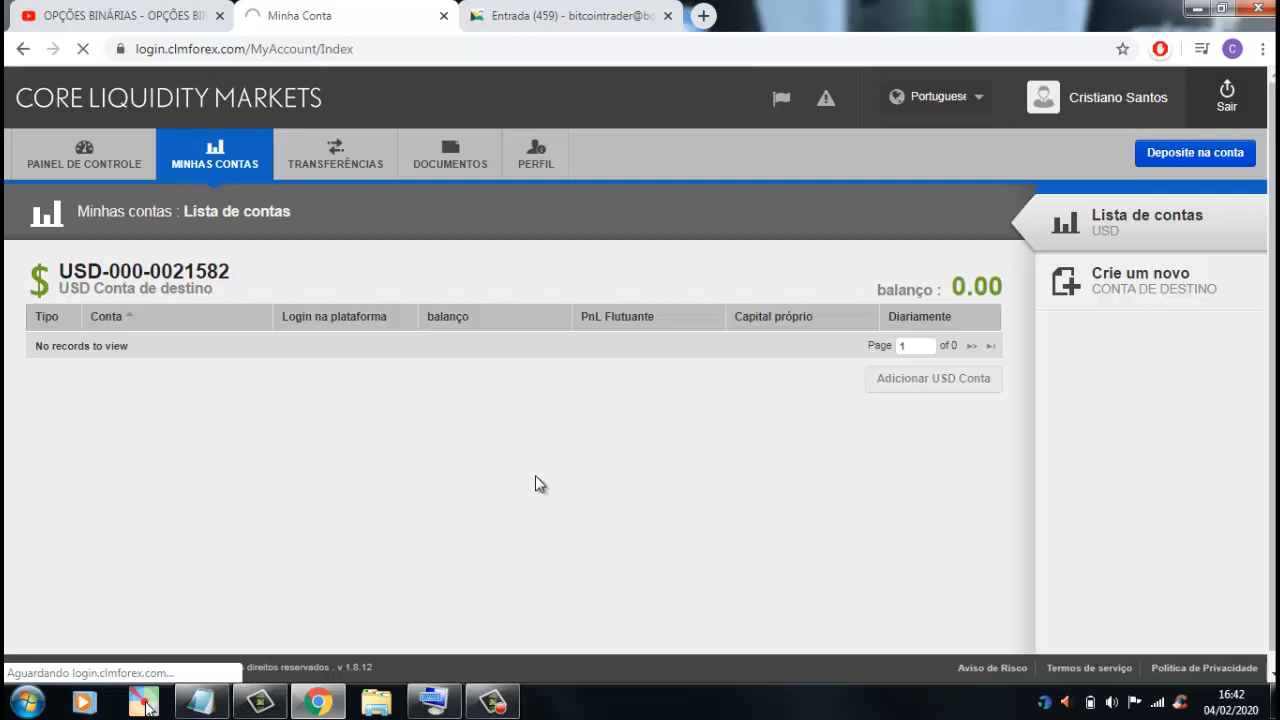 OPÇÕES BINÁRIAS - OPÇÕES BIN
Minha Conta
Entrada (459) - bitcointrader@bo
login.clmforex.com/MyAccount/Index
C
CORE LIQUIDITY MARKETS
Portuguese
Cristiano Santos
Sair
PAINEL DE CONTROLE
MINHAS CONTAS
TRANSFERÊNCIAS
DOCUMENTOS
PERFIL
Deposite na conta
Minhas contas : Lista de contas
Lista de contas
USD
USD-000-0021582
USD Conta de destino
balanço : 0.00
Crie um novo
CONTA DE DESTINO
Tipo Conta Login na plataforma balanço PnL Flutuante Capital próprio Diariamente
No records to view
Page 1 of 0
Adicionar USD Conta
Aguardando login.clmforex.com...
direitos reservados . v 1.8.12
Aviso de Risco
Termos de serviço
Política de Privacidade
16:42
04/02/2020